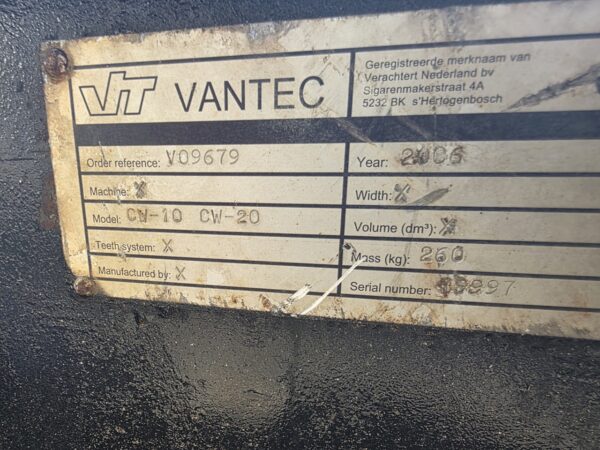 VT VANTEC
Geregistreerde merknaam van
Verachtert Nederland bv
Sigarenmakerstraat 4A
5232 BK s'Hertogenbosch
Order reference: V09679
Year: 2006
Machine: X
Width: X
Model: CW-10 CW-20
Volume (dm³): X
Teeth system: X
Mass (kg): 260
Manufactured by: X
Serial number: